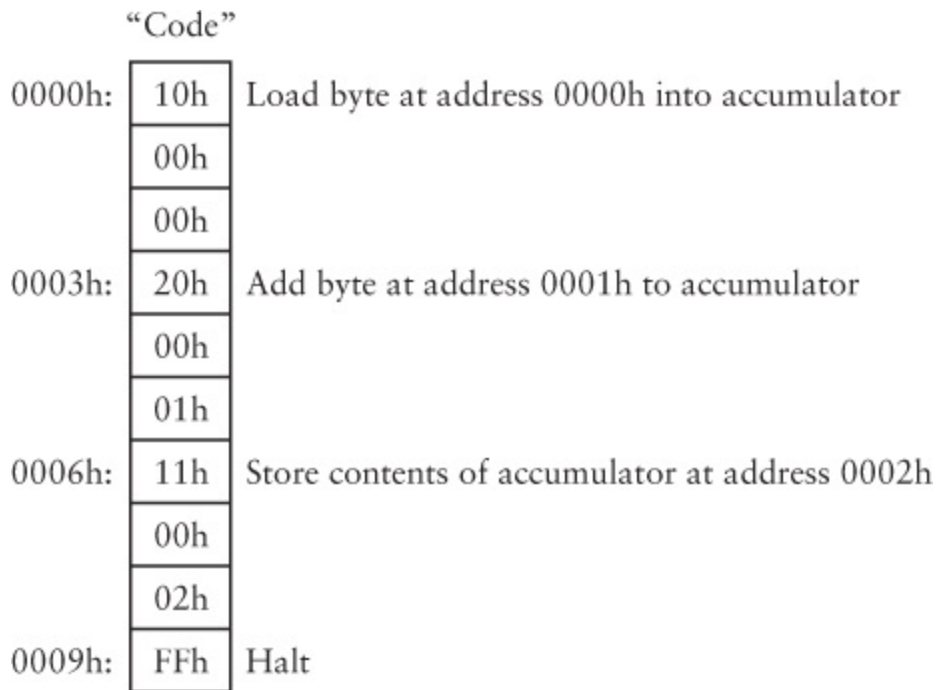 “Code”
0000h: 10h Load byte at address 0000h into accumulator
00h
00h
0003h: 20h Add byte at address 0001h to accumulator
00h
01h
0006h: 11h Store contents of accumulator at address 0002h
00h
02h
0009h: FFh Halt